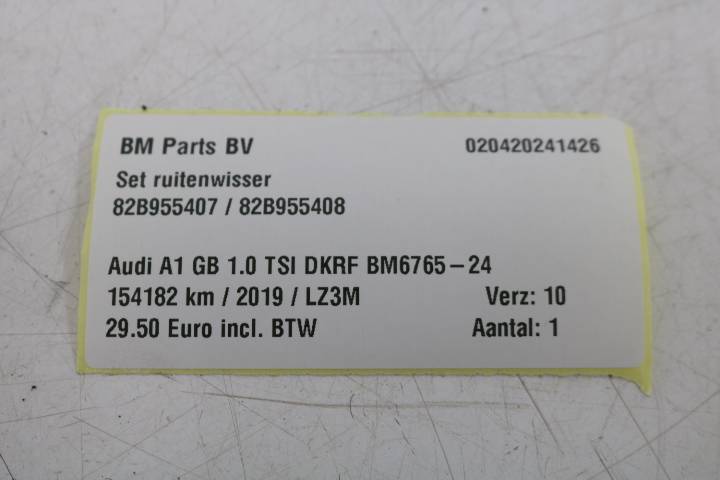 BM Parts BV 020420241426
Set ruitenwisser
82B955407 / 82B955408
Audi A1 GB 1.0 TSI DKRF BM6765-24
154182 km / 2019 / LZ3M Verz: 10
29.50 Euro incl. BTW Aantal: 1